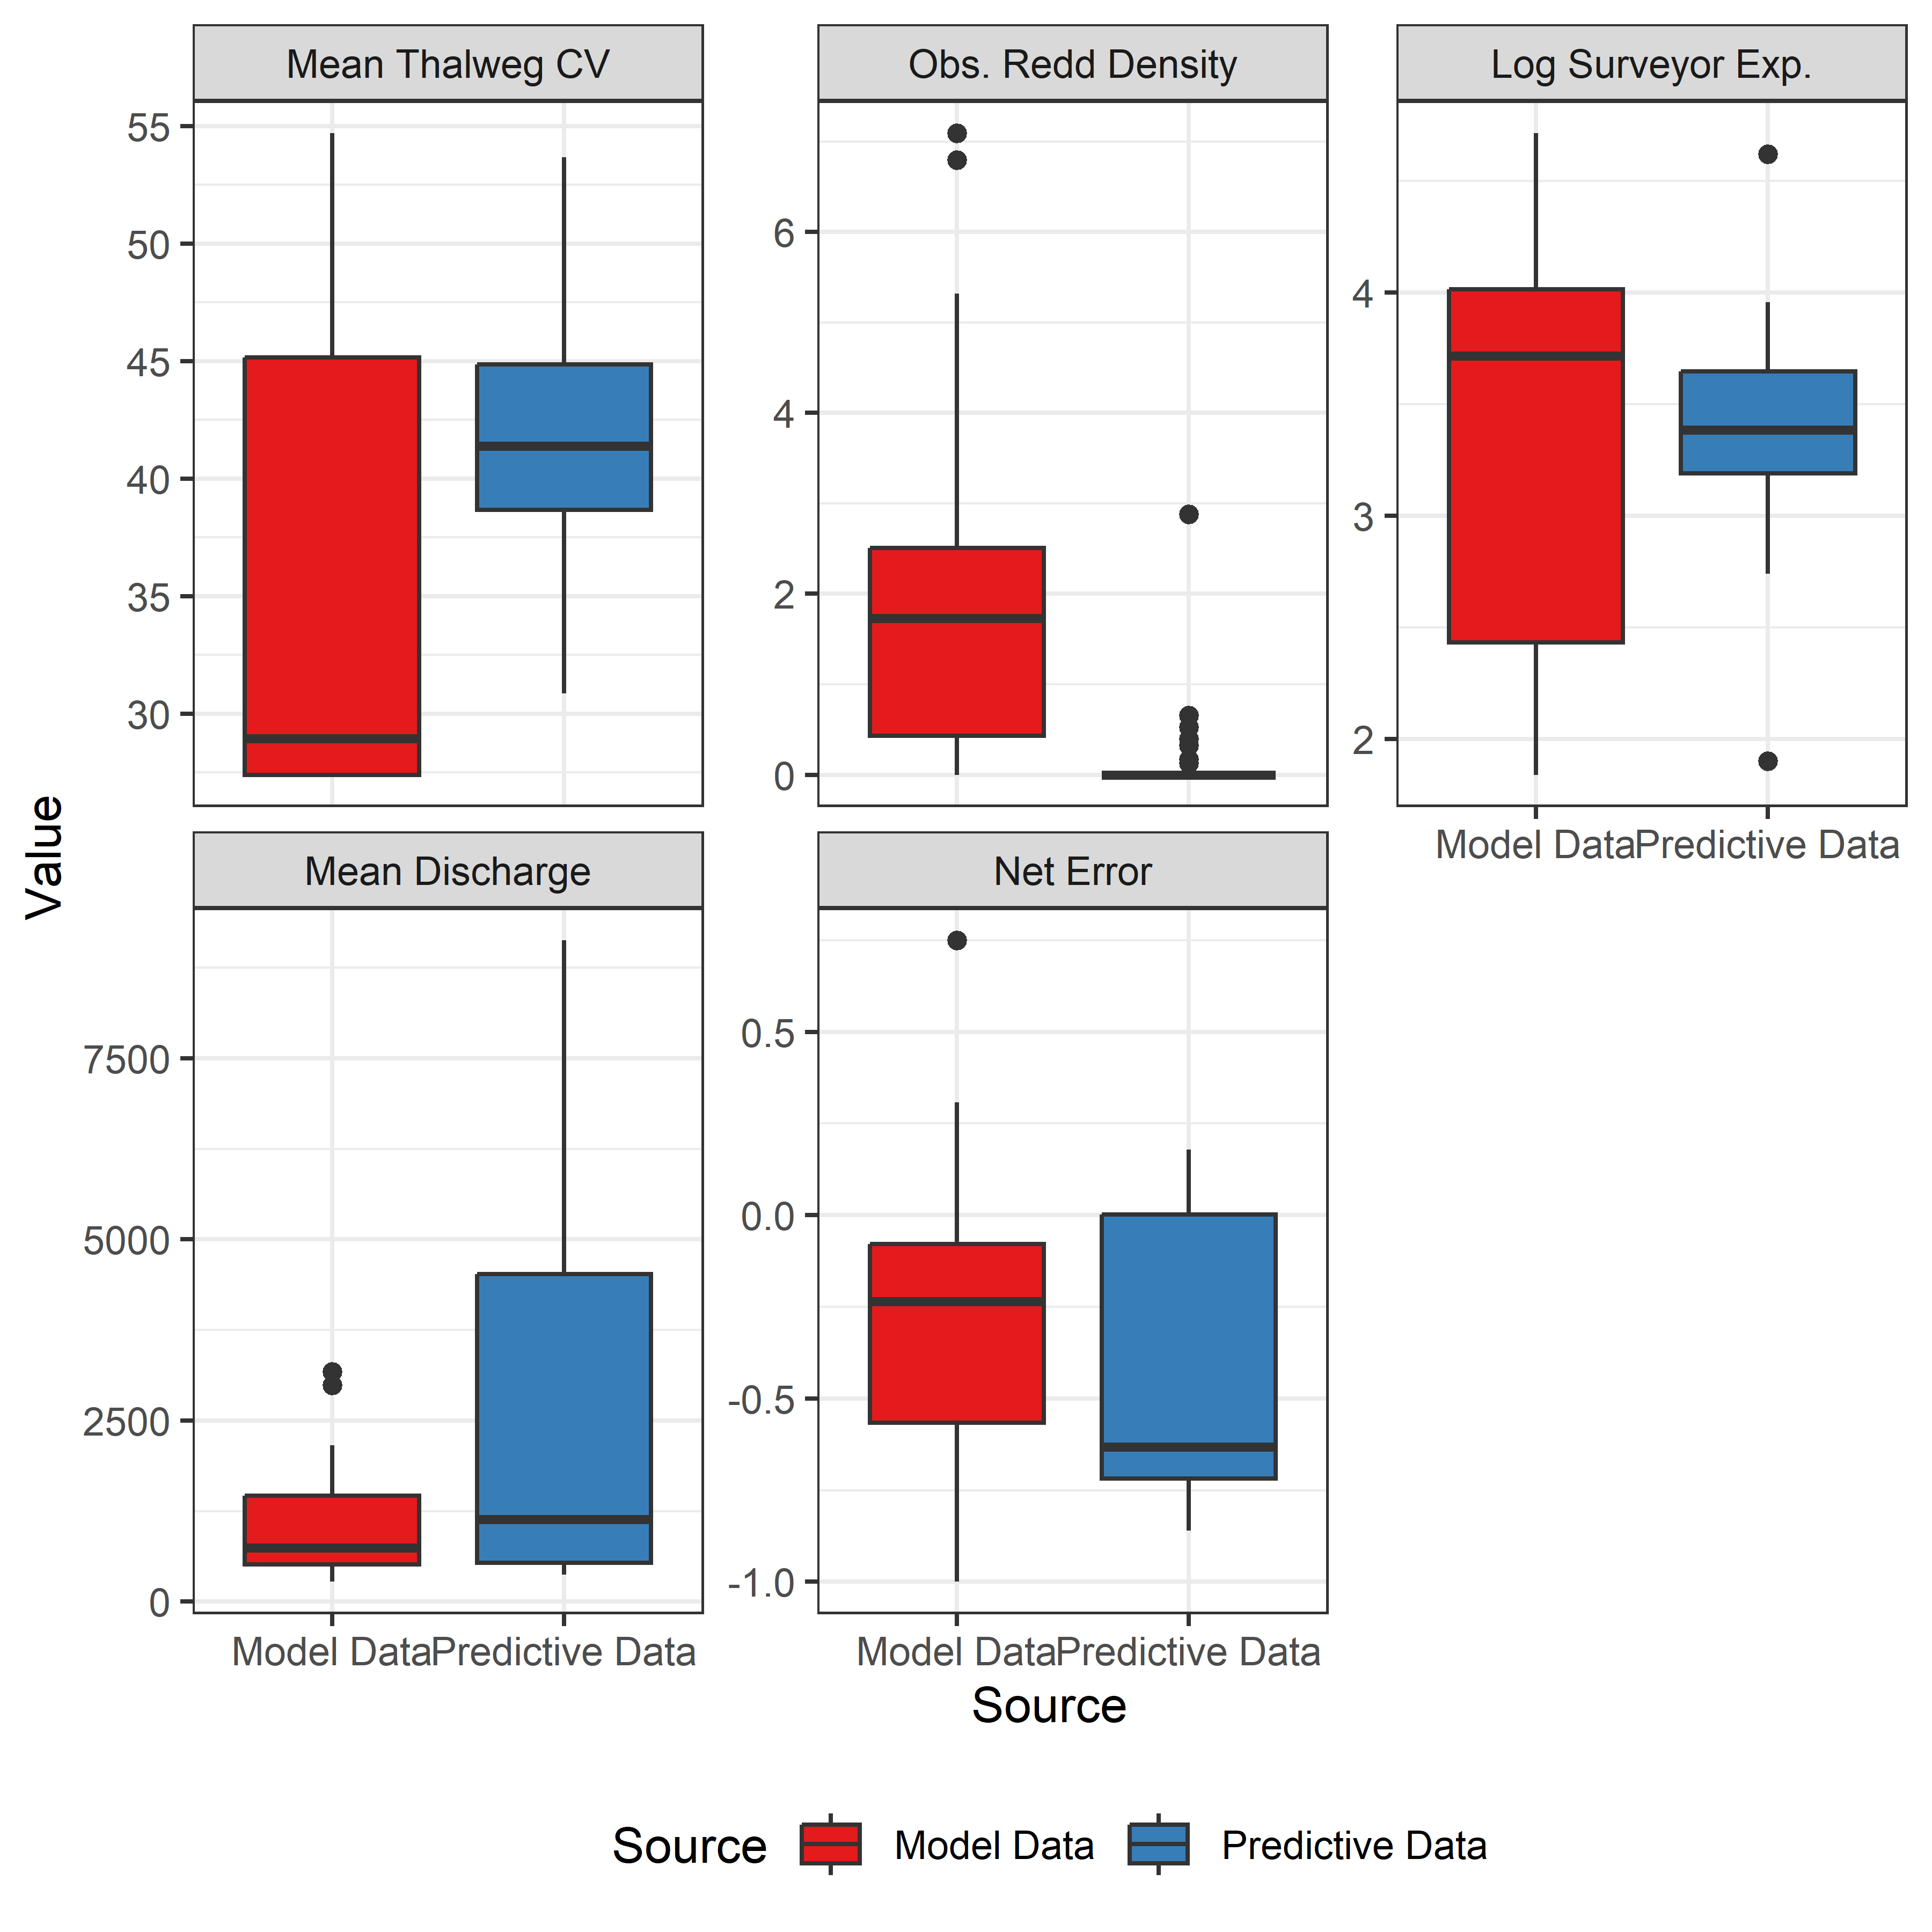 Mean Thalweg CV
Obs. Redd Density
Log Surveyor Exp.
55
50
45
40
35
30
6
4
2
0
4
3
2
Model Data
Predictive Data
Value
Mean Discharge
Net Error
7500
5000
2500
0
0.5
0.0
-0.5
-1.0
Model Data
Predictive Data
Model Data
Predictive Data
Source
Source
Model Data
Predictive Data